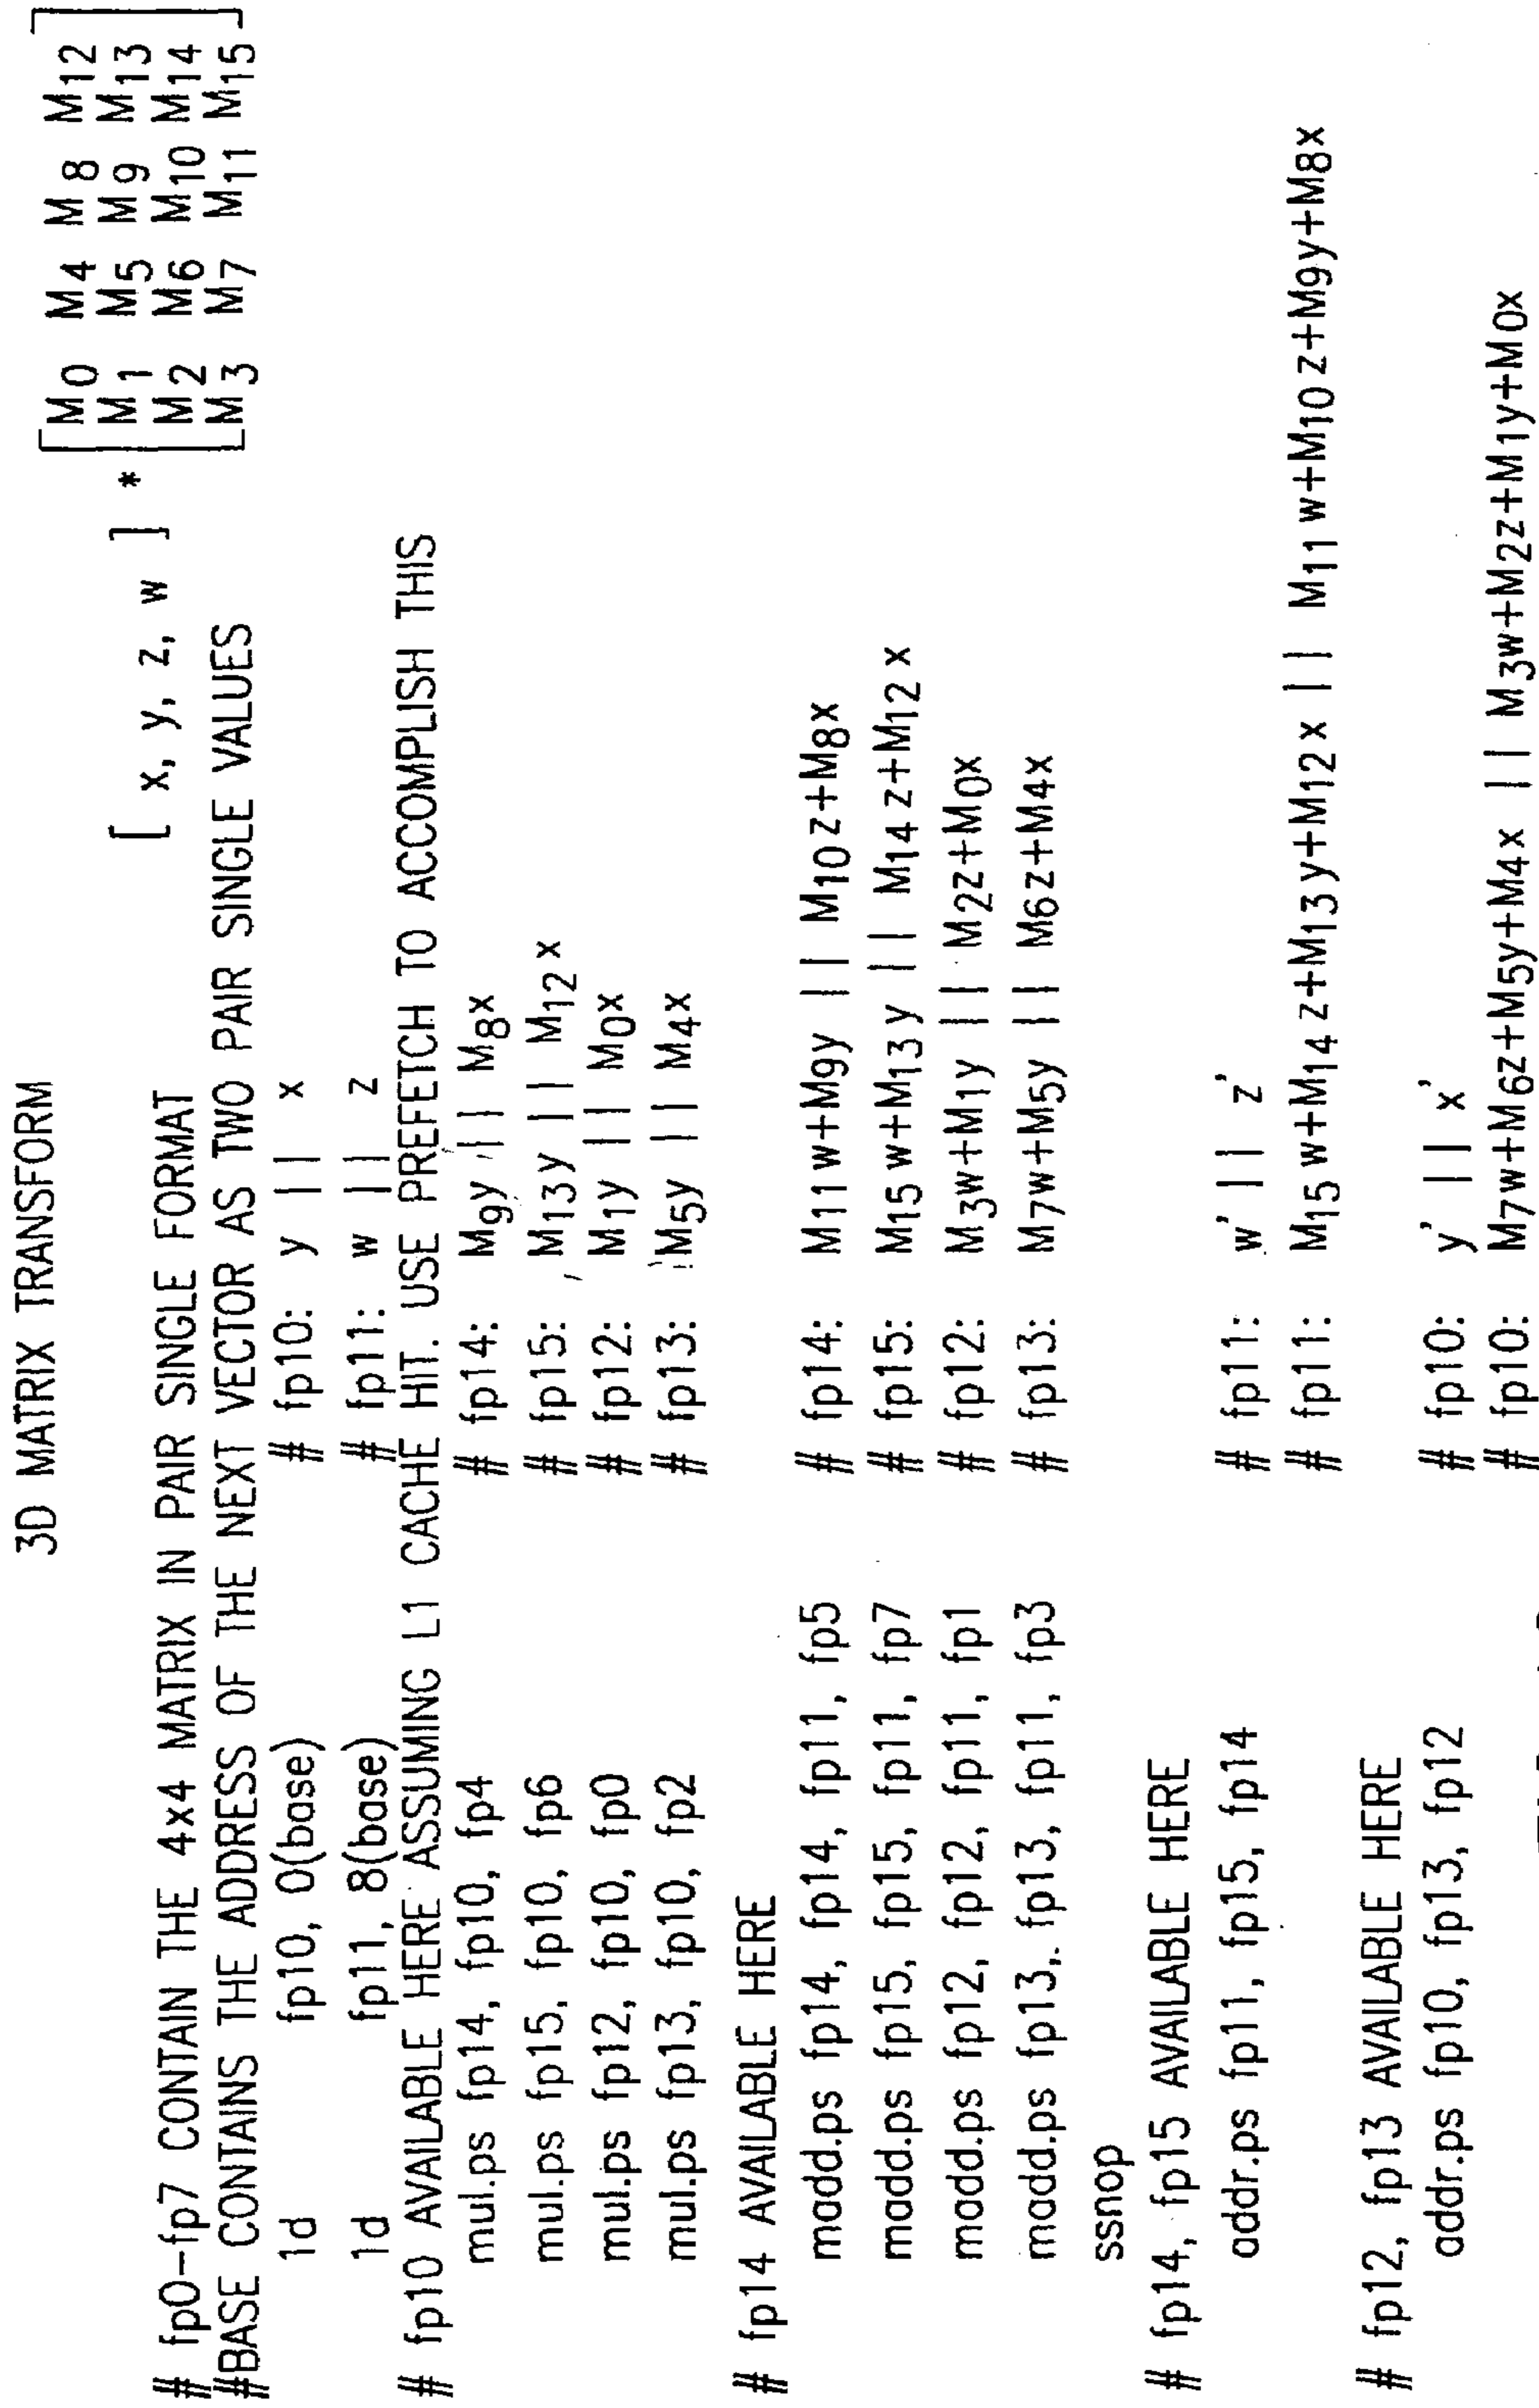 3D MATRIX TRANSFORM
[ x, y, z, w ] * [ M0 M4 M8 M12
M1 M5 M9 M13
M2 M6 M10 M14
M3 M7 M11 M15 ]
# fp0-fp7 CONTAIN THE 4x4 MATRIX IN PAIR SINGLE FORMAT
#BASE CONTAINS THE ADDRESS OF THE NEXT VECTOR AS TWO PAIR SINGLE VALUES
1d fp10, 0(base) # fp10: y || x
1d fp11, 8(base) # fp11: w || z
# fp10 AVAILABLE HERE ASSUMING L1 CACHE HIT. USE PREFETCH TO ACCOMPLISH THIS
mul.ps fp14, fp10, fp4 # fp14: M9y || M8x
mul.ps fp15, fp10, fp6 # fp15: M13y || M12x
mul.ps fp12, fp10, fp0 # fp12: M1y || M0x
mul.ps fp13, fp10, fp2 # fp13: M5y || M4x
# fp14 AVAILABLE HERE
madd.ps fp14, fp14, fp11, fp5 # fp14: M11w+M9y || M10z+M8x
madd.ps fp15, fp15, fp11, fp7 # fp15: M15w+M13y || M14z+M12x
madd.ps fp12, fp12, fp11, fp1 # fp12: M3w+M1y || M2z+M0x
madd.ps fp13, fp13, fp11, fp3 # fp13: M7w+M5y || M6z+M4x
ssnop
# fp14, fp15 AVAILABLE HERE
addr.ps fp11, fp15, fp14 # fp11: w' || z'
# fp11: M15w+M14z+M13y+M12x || M11w+M10z+M9y+M8x
# fp12, fp13 AVAILABLE HERE
addr.ps fp10, fp13, fp12 # fp10: y' || x'
# fp10: M7w+M6z+M5y+M4x || M3w+M2z+M1y+M0x